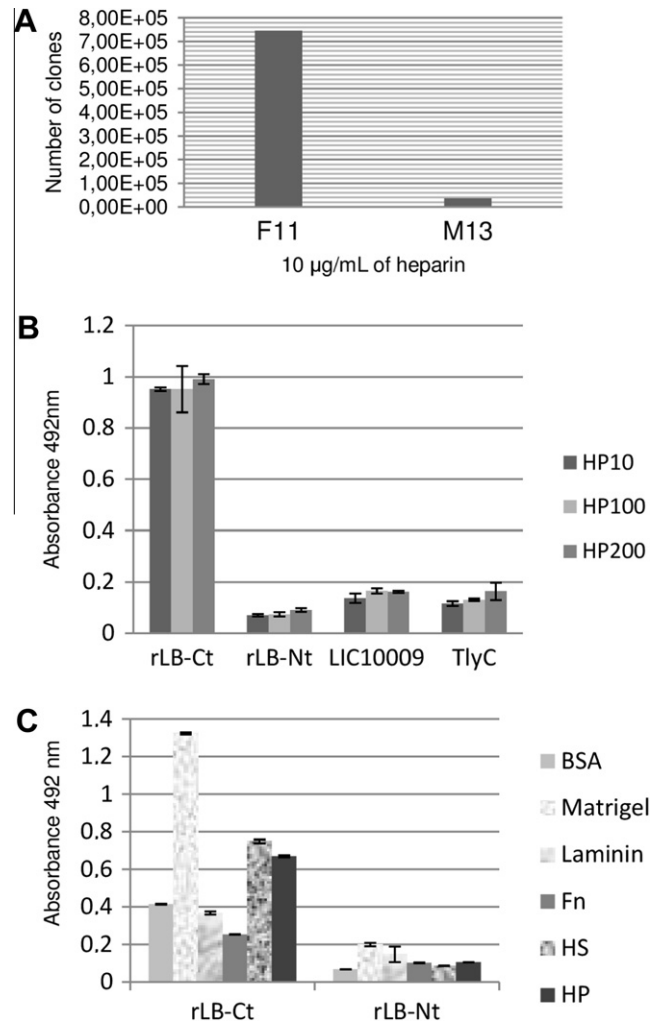 A
8,00E+05
7,00E+05
6,00E+05
5,00E+05
4,00E+05
3,00E+05
2,00E+05
1,00E+05
0,00E+00
Number of clones
F11 M13
10 µg/mL of heparin
B
1.2
1
0.8
0.6
0.4
0.2
0
Absorbance 492nm
rLB-Ct rLB-Nt LIC10009 TlyC
HP10
HP100
HP200
C
1.4
1.2
1
0.8
0.6
0.4
0.2
0
Absorbance 492 nm
rLB-Ct rLB-Nt
BSA
Matrigel
Laminin
Fn
HS
HP